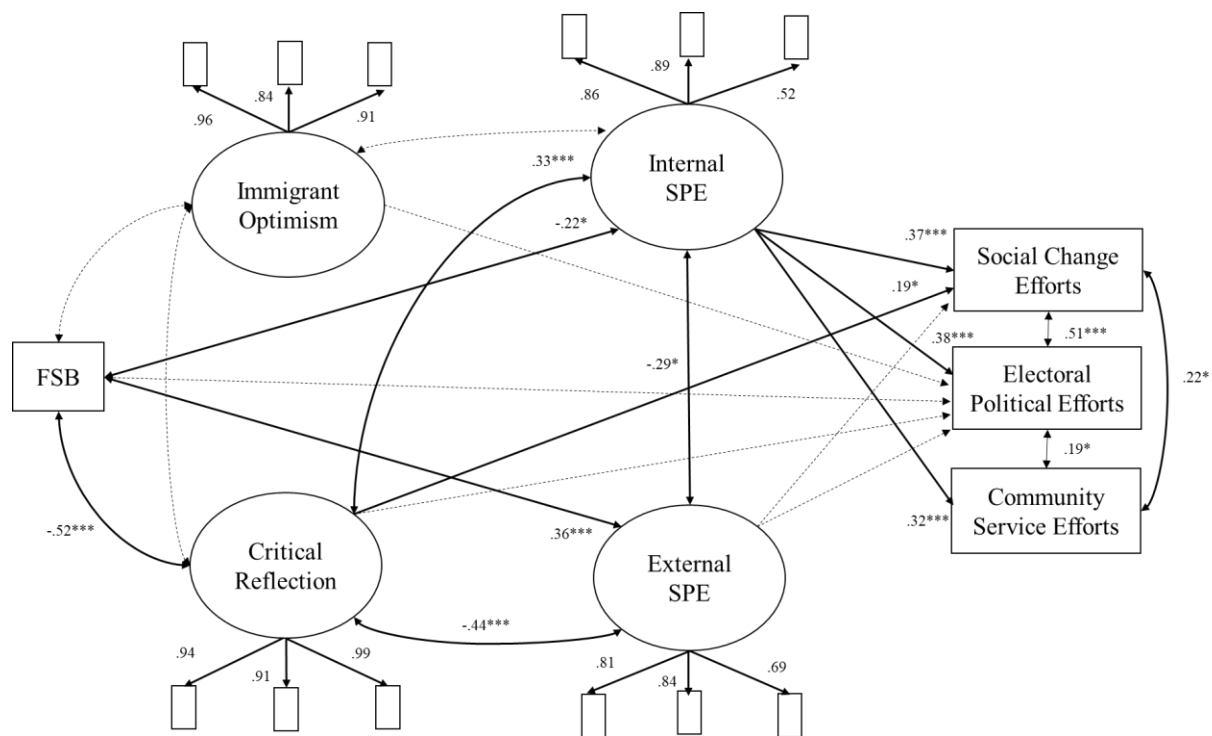 .96
.84
.91
Immigrant
Optimism
.86
.89
.52
Internal
SPE
.33***
-.22*
FSB
-.52***
Critical
Reflection
.94
.91
.99
-.44***
.36***
-.29*
External
SPE
.81
.84
.69
.37***
.19*
.38***
.32***
Social Change
Efforts
.51***
Electoral
Political Efforts
.19*
Community
Service Efforts
.22*